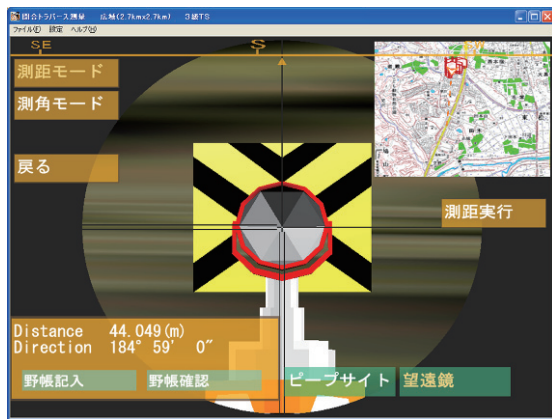 閉合トラバース測量 広域(2.7kmx2.7km) 3級TS
ファイル(F) 設定 ヘルプ(H)
SE S
測距モード
測角モード
戻る
測距実行
Distance 44.049(m)
Direction 184° 59′ 0″
野帳記入 野帳確認 ピープサイト 望遠鏡